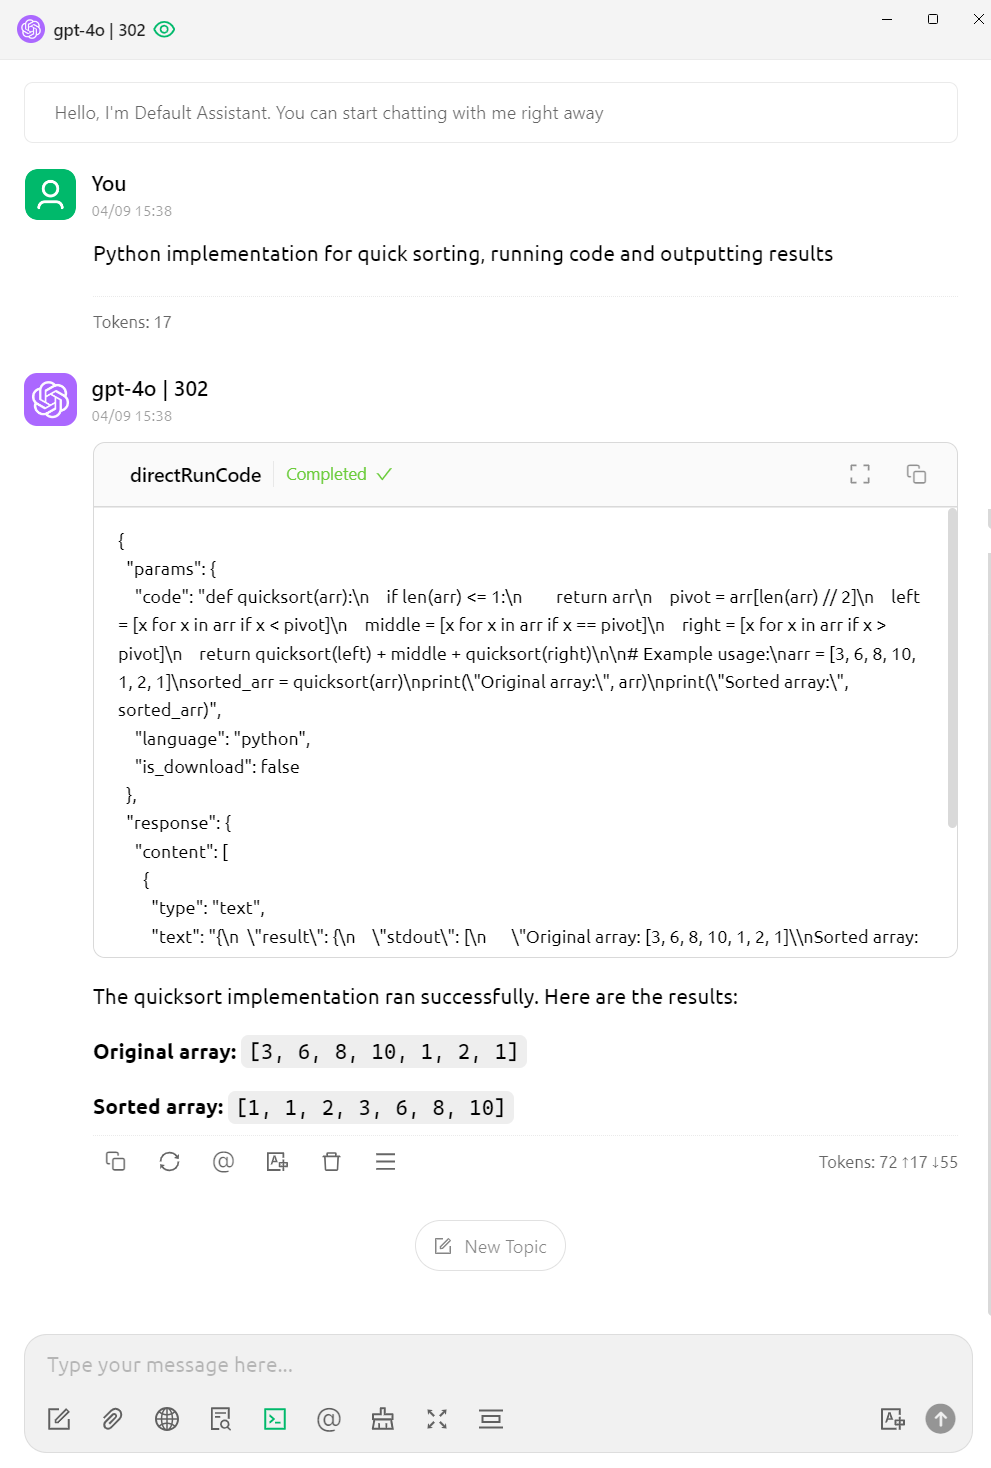 gpt-4o | 302
Hello, I'm Default Assistant. You can start chatting with me right away
You
04/09 15:38
Python implementation for quick sorting, running code and outputting results
Tokens: 17
gpt-4o | 302
04/09 15:38
directRunCode Completed
{
"params": {
"code": "def quicksort(arr):\n    if len(arr) <= 1:\n        return arr\n    pivot = arr[len(arr) // 2]\n    left
= [x for x in arr if x < pivot]\n    middle = [x for x in arr if x == pivot]\n    right = [x for x in arr if x >
pivot]\n    return quicksort(left) + middle + quicksort(right)\n\n# Example usage:\narr = [3, 6, 8, 10,
1, 2, 1]\nsorted_arr = quicksort(arr)\nprint(\"Original array:\", arr)\nprint(\"Sorted array:\",
sorted_arr)",
"language": "python",
"is_download": false
},
"response": {
"content": [
{
"type": "text",
"text": "{\n  \"result\": {\n    \"stdout\": [\n      \"Original array: [3, 6, 8, 10, 1, 2, 1]\\nSorted array:
The quicksort implementation ran successfully. Here are the results:
Original array: [3, 6, 8, 10, 1, 2, 1]
Sorted array: [1, 1, 2, 3, 6, 8, 10]
Tokens: 72 ↑17 ↓55
New Topic
Type your message here...